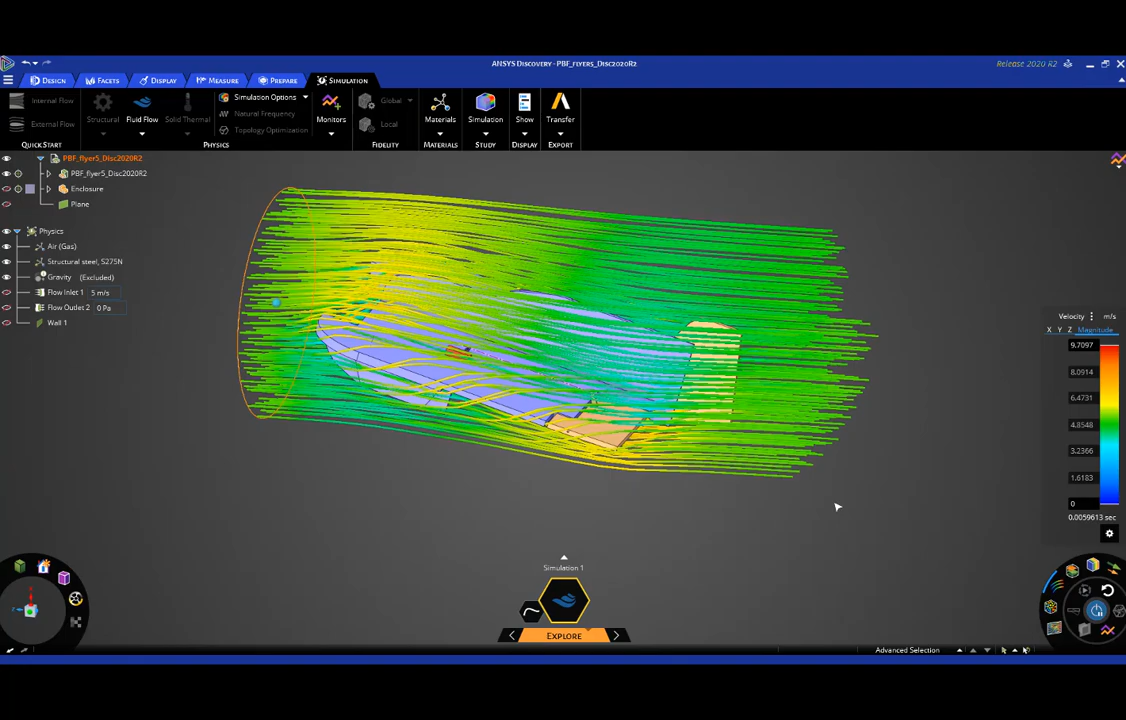 ANSYS DISCOVERY - PBF_FLYER5_DISC2020R2
Release 2020 R2
DESIGN
FACETS
DISPLAY
MEASURE
PREPARE
SIMULATION
Internal Flow
External Flow
QUICK START
Structural
Fluid Flow
Solid Thermal
Simulation Options
Natural Frequency
Topology Optimization
PHYSICS
Monitors
Global
Local
FIDELITY
Materials
MATERIALS
Simulation
STUDY
Show
DISPLAY
Transfer
EXPORT
PBF_flyer5_Disc2020R2
PBF_flyer5_Disc2020R2
Enclosure
Plane
Physics
Air (Gas)
Structural steel, S275N
Gravity (Excluded)
Flow Inlet 1 5 m/s
Flow Outlet 2 0 Pa
Wall 1
Velocity m/s
X Y Z Magnitude
9.7097
8.0914
6.4731
4.8548
3.2366
1.6183
0
0.0059613 sec
Simulation 1
EXPLORE
Advanced Selection